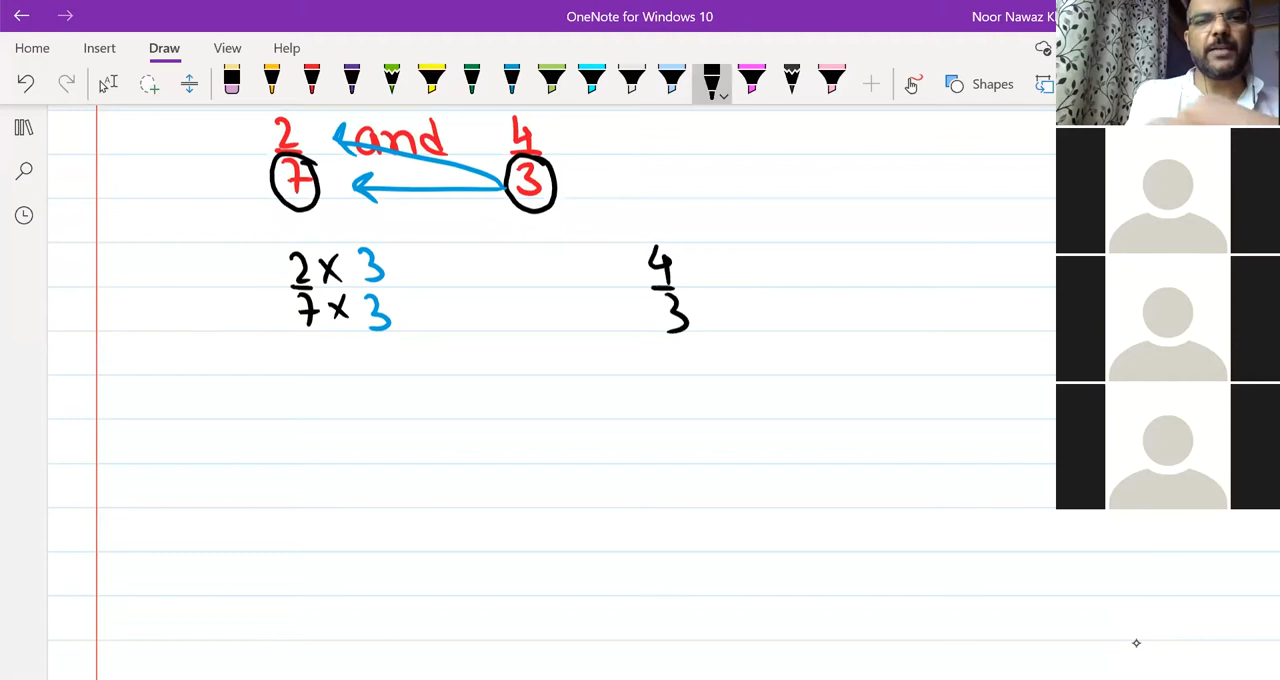 OneNote for Windows 10
Noor Nawaz K
Home Insert Draw View Help
Shapes
2 and 4
7 3
2 × 3 4
7 × 3 3